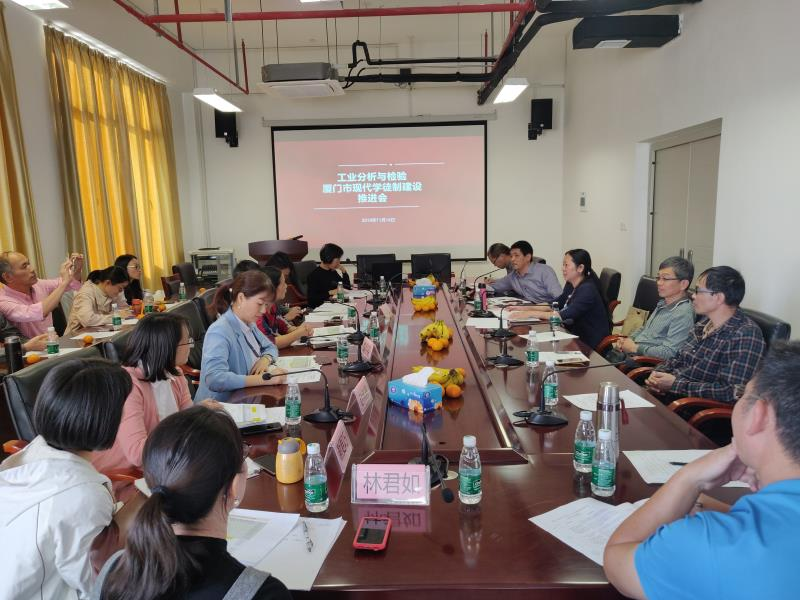 工业分析与检验
厦门市现代学徒制建设
推进会
林君如